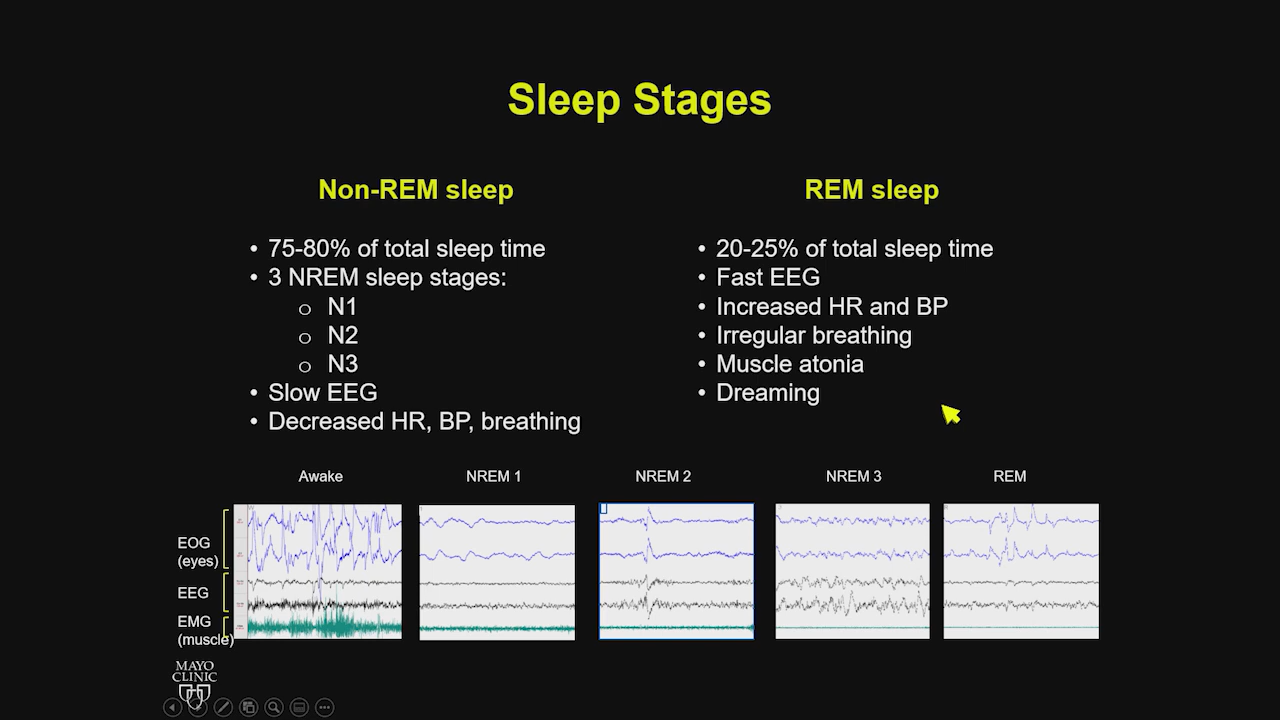 Sleep Stages
Non-REM sleep
• 75-80% of total sleep time
• 3 NREM sleep stages:
o N1
o N2
o N3
• Slow EEG
• Decreased HR, BP, breathing
REM sleep
• 20-25% of total sleep time
• Fast EEG
• Increased HR and BP
• Irregular breathing
• Muscle atonia
• Dreaming
Awake
NREM 1
NREM 2
NREM 3
REM
EOG
(eyes)
EEG
EMG
(muscle)
MAYO
CLINIC